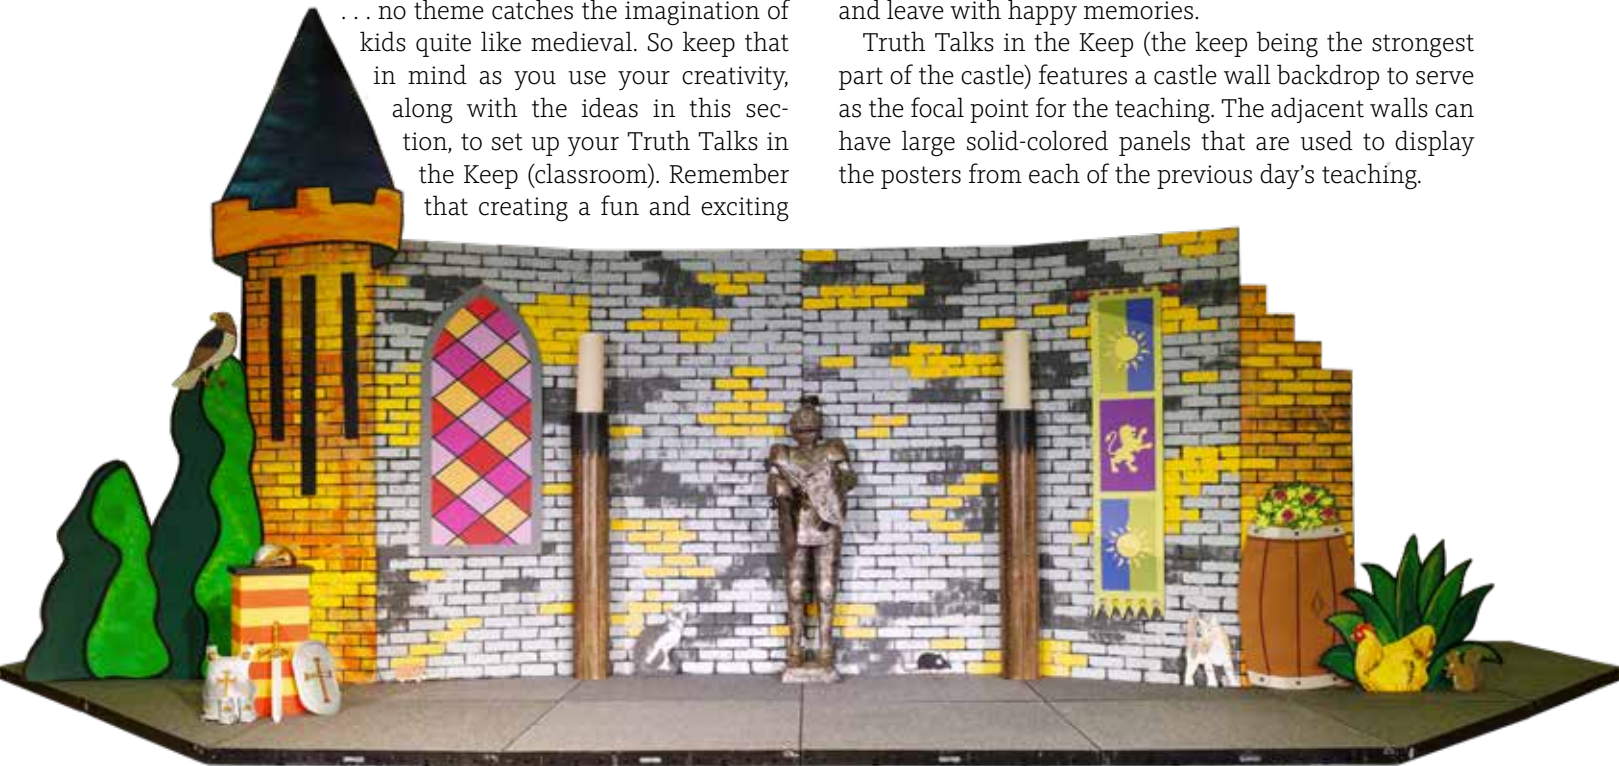 . . . no theme catches the imagination of
kids quite like medieval. So keep that
in mind as you use your creativity,
along with the ideas in this sec-
tion, to set up your Truth Talks in
the Keep (classroom). Remember
that creating a fun and exciting
and leave with happy memories.
Truth Talks in the Keep (the keep being the strongest
part of the castle) features a castle wall backdrop to serve
as the focal point for the teaching. The adjacent walls can
have large solid-colored panels that are used to display
the posters from each of the previous day’s teaching.